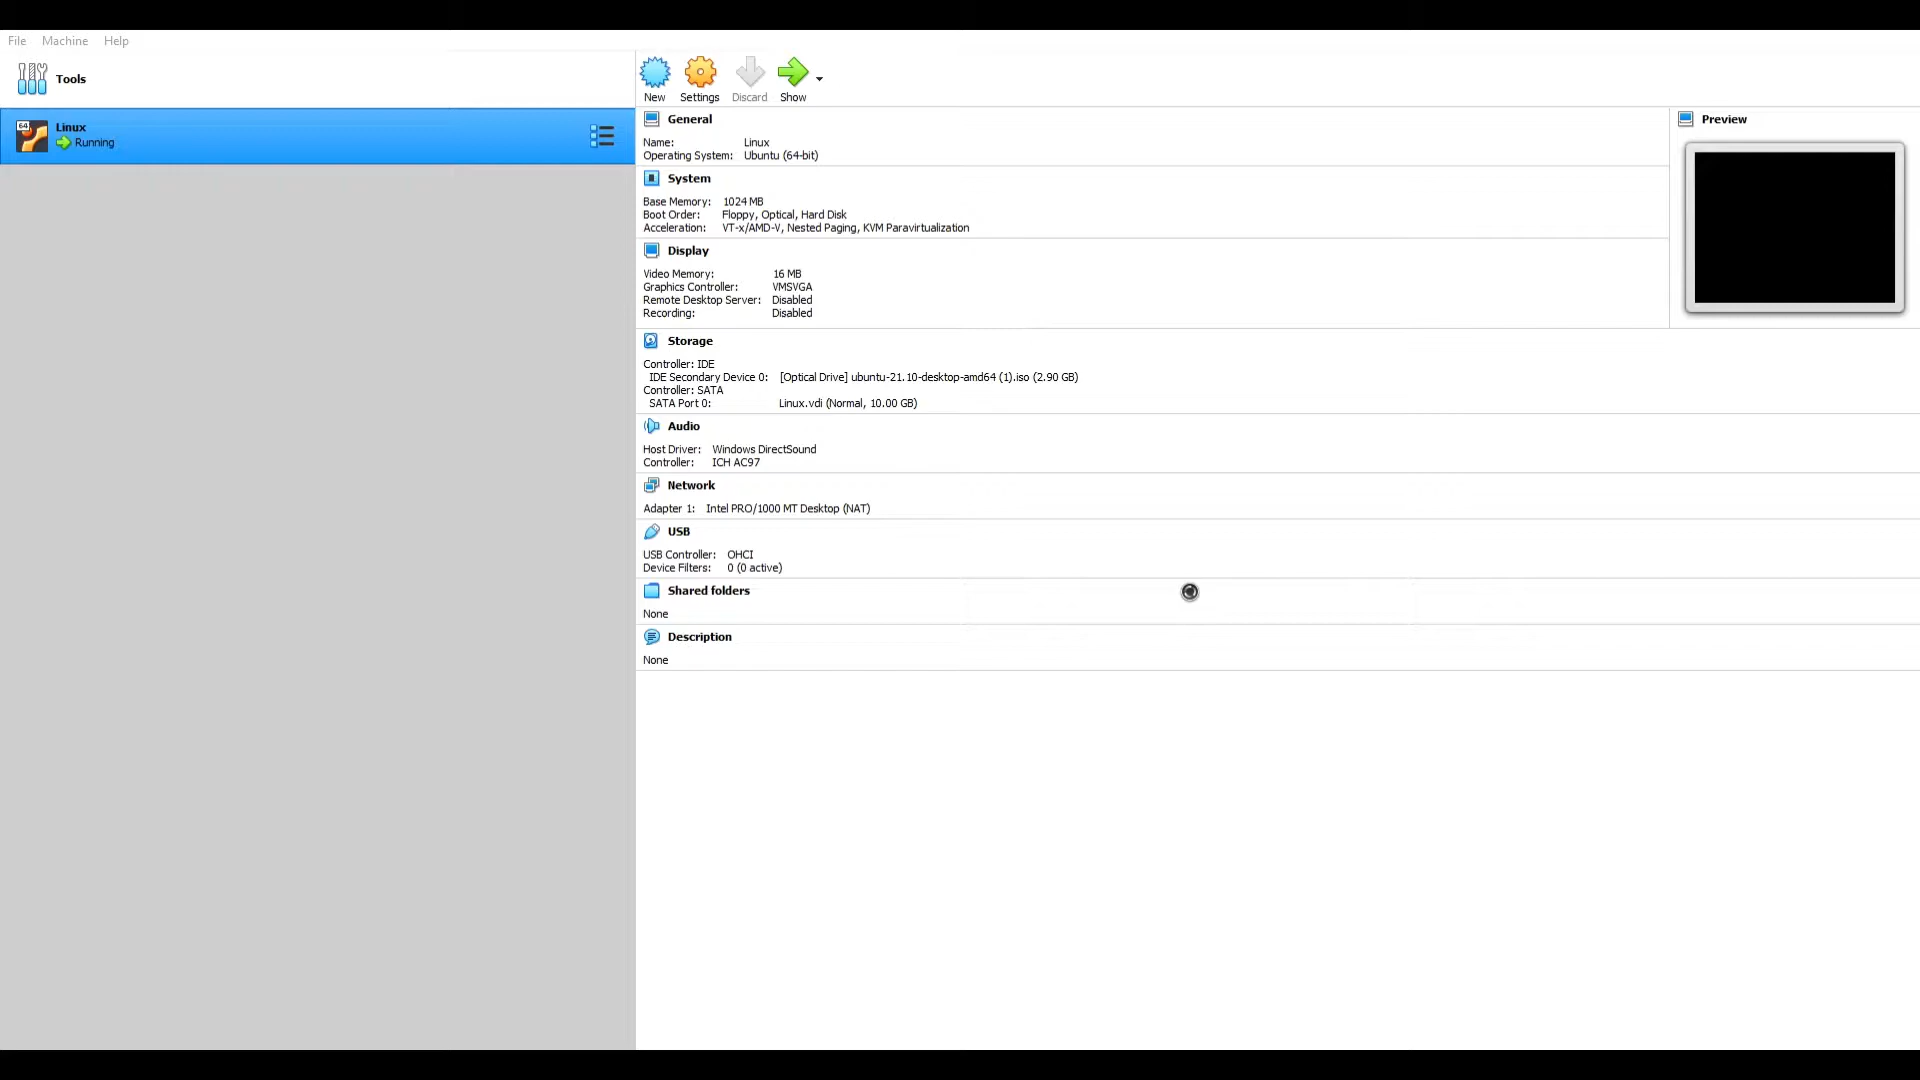 File Machine Help
Tools
64
Linux
Running
New Settings Discard Show
General
Name: Linux
Operating System: Ubuntu (64-bit)
System
Base Memory: 1024 MB
Boot Order: Floppy, Optical, Hard Disk
Acceleration: VT-x/AMD-V, Nested Paging, KVM Paravirtualization
Display
Video Memory: 16 MB
Graphics Controller: VMSVGA
Remote Desktop Server: Disabled
Recording: Disabled
Storage
Controller: IDE
IDE Secondary Device 0: [Optical Drive] ubuntu-21.10-desktop-amd64 (1).iso (2.90 GB)
Controller: SATA
SATA Port 0: Linux.vdi (Normal, 10.00 GB)
Audio
Host Driver: Windows DirectSound
Controller: ICH AC97
Network
Adapter 1: Intel PRO/1000 MT Desktop (NAT)
USB
USB Controller: OHCI
Device Filters: 0 (0 active)
Shared folders
None
Description
None
Preview